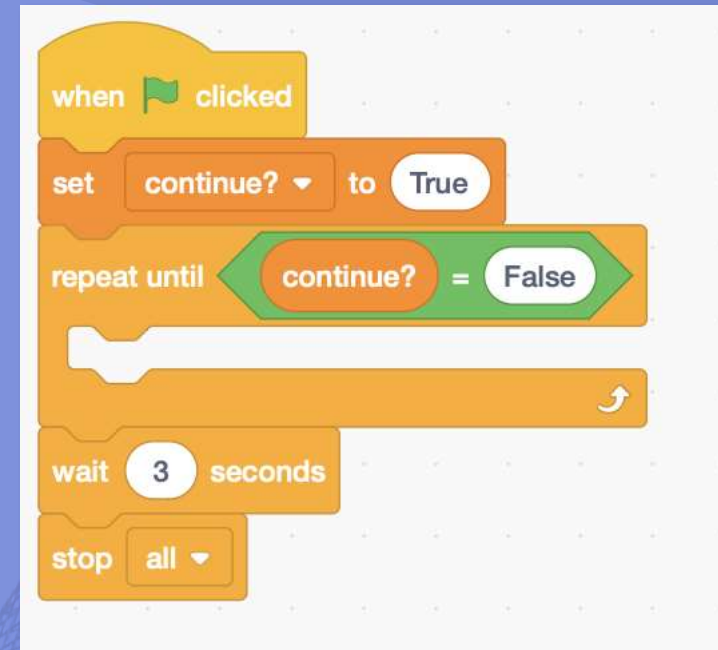 when clicked
set continue? to True
repeat until continue? = False
wait 3 seconds
stop all